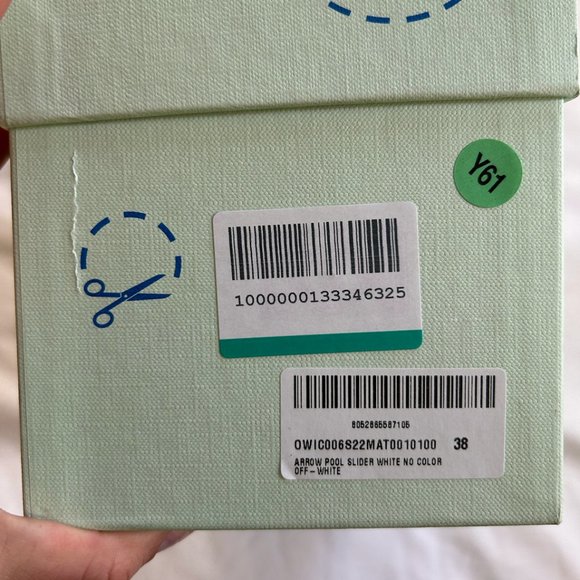 Y61
1000000133346325
8052865587105
OWIC006S22MAT0010100 38
ARROW POOL SLIDER WHITE NO COLOR
OFF-WHITE